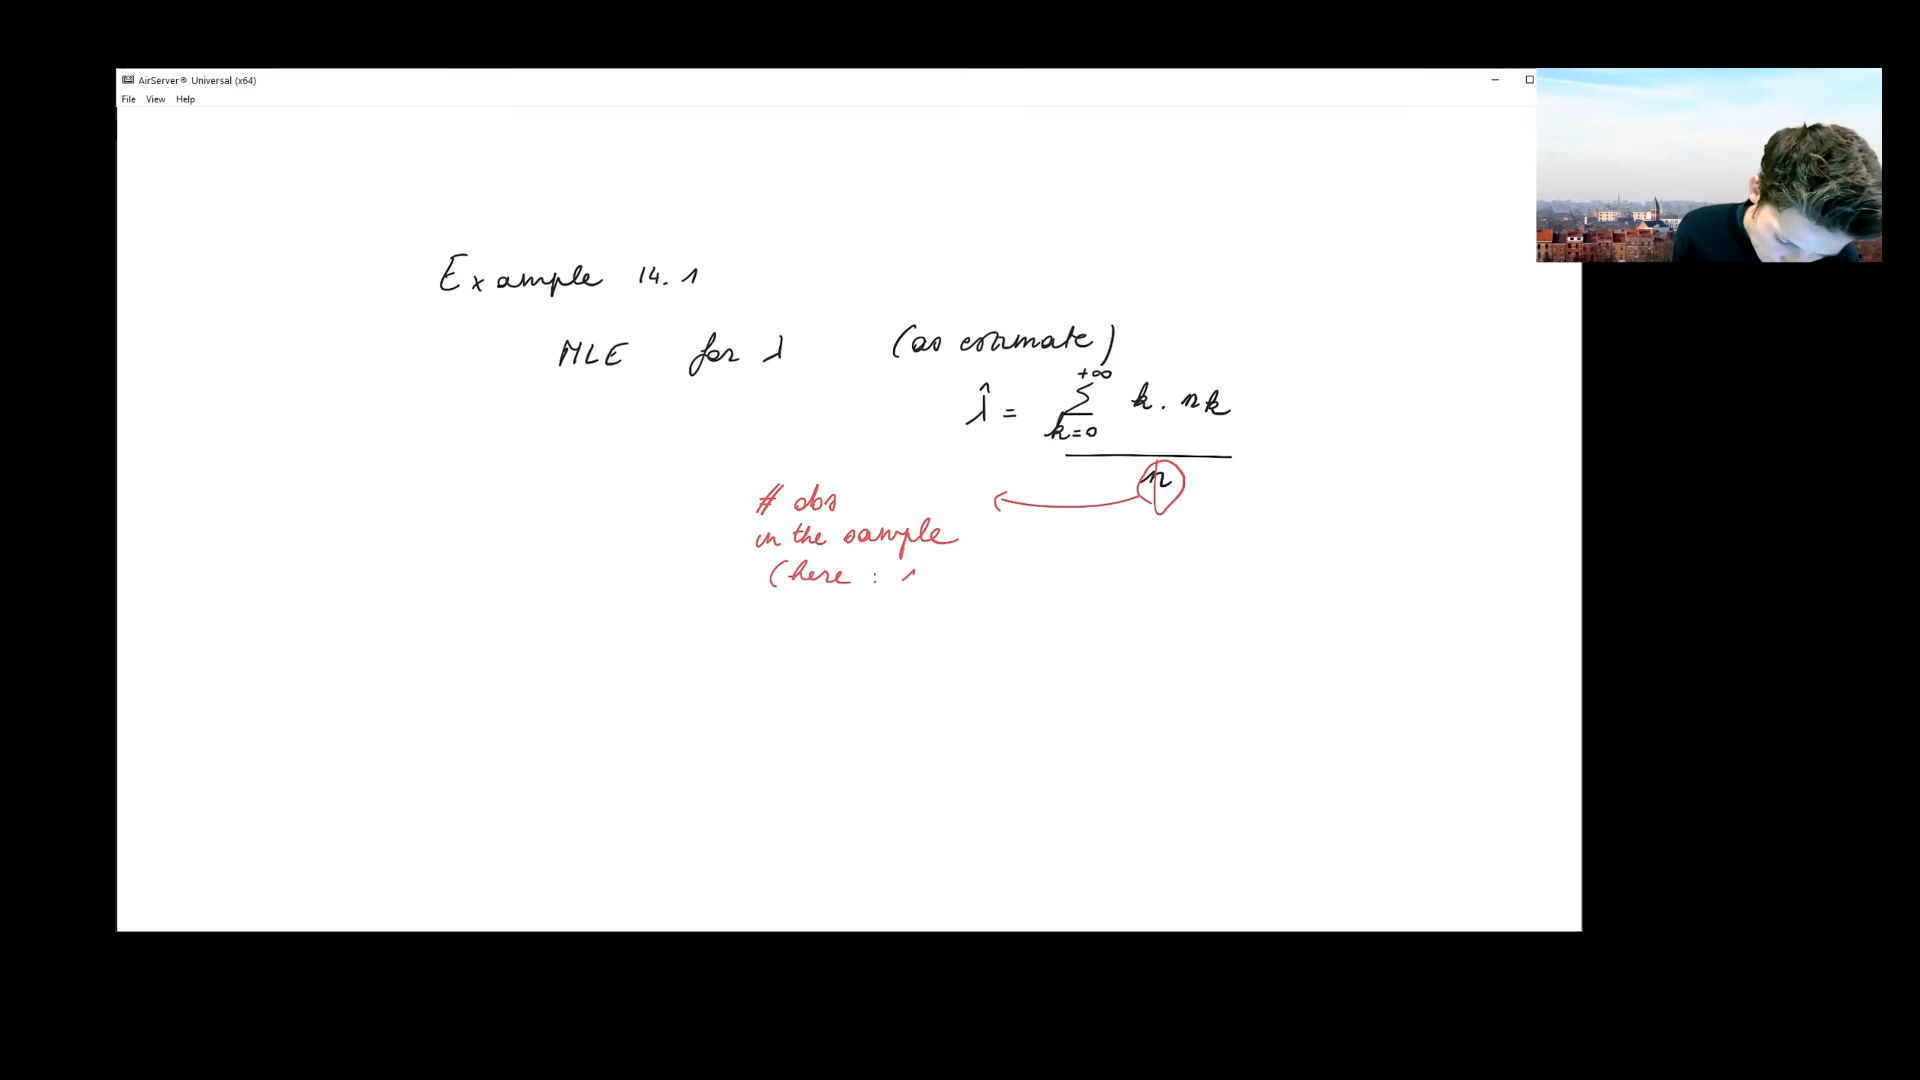 AirServer® Universal (x64)
File View Help
Example 14.1
MLE for λ (as estimate)
+∞
λ̂ = Σ k . nk
k=0
n
# obs
in the sample
(here : 1